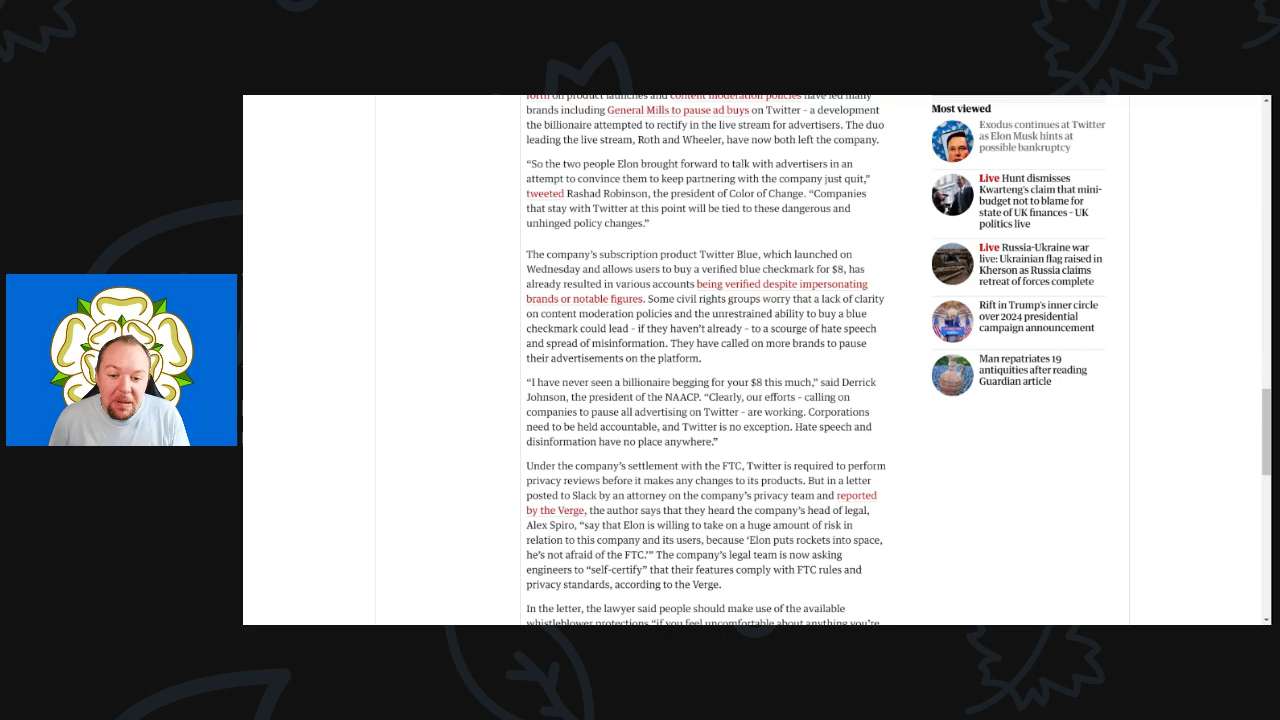 forth on product launches and content moderation policies have led many
brands including General Mills to pause ad buys on Twitter – a development
the billionaire attempted to rectify in the live stream for advertisers. The duo
leading the live stream, Roth and Wheeler, have now both left the company.
“So the two people Elon brought forward to talk with advertisers in an
attempt to convince them to keep partnering with the company just quit,”
tweeted Rashad Robinson, the president of Color of Change. “Companies
that stay with Twitter at this point will be tied to these dangerous and
unhinged policy changes.”
The company’s subscription product Twitter Blue, which launched on
Wednesday and allows users to buy a verified blue checkmark for $8, has
already resulted in various accounts being verified despite impersonating
brands or notable figures. Some civil rights groups worry that a lack of clarity
on content moderation policies and the unrestrained ability to buy a blue
checkmark could lead – if they haven’t already – to a scourge of hate speech
and spread of misinformation. They have called on more brands to pause
their advertisements on the platform.
“I have never seen a billionaire begging for your $8 this much,” said Derrick
Johnson, the president of the NAACP. “Clearly, our efforts – calling on
companies to pause all advertising on Twitter – are working. Corporations
need to be held accountable, and Twitter is no exception. Hate speech and
disinformation have no place anywhere.”
Under the company’s settlement with the FTC, Twitter is required to perform
privacy reviews before it makes any changes to its products. But in a letter
posted to Slack by an attorney on the company’s privacy team and reported
by the Verge, the author says that they heard the company’s head of legal,
Alex Spiro, “say that Elon is willing to take on a huge amount of risk in
relation to this company and its users, because ‘Elon puts rockets into space,
he’s not afraid of the FTC.’” The company’s legal team is now asking
engineers to “self-certify” that their features comply with FTC rules and
privacy standards, according to the Verge.
In the letter, the lawyer said people should make use of the available
whistleblower protections “if you feel uncomfortable about anything you’re
Most viewed
Exodus continues at Twitter
as Elon Musk hints at
possible bankruptcy
Live Hunt dismisses
Kwarteng’s claim that mini-
budget not to blame for
state of UK finances – UK
politics live
Live Russia-Ukraine war
live: Ukrainian flag raised in
Kherson as Russia claims
retreat of forces complete
Rift in Trump’s inner circle
over 2024 presidential
campaign announcement
Man repatriates 19
antiquities after reading
Guardian article